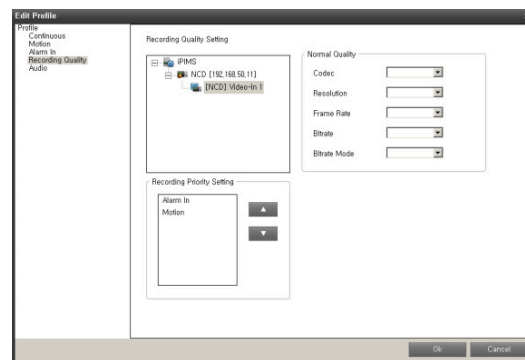 Edit Profile
Profile
Continuous
Motion
Alarm In
Recording Quality
Audio
Recording Quality Setting
iPIMS
NCD [192,168,50,11]
[NCD] Video-In 1
Normal Quality
Codec
Resolution
Frame Rate
Bitrate
Bitrate Mode
Recording Priority Setting
Alarm In
Motion
Ok
Cancel